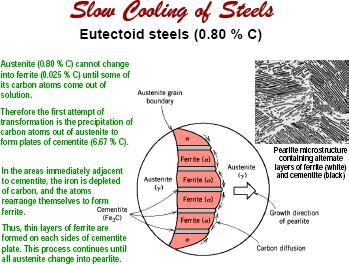 Slow Cooling of Steels
Eutectoid steels (0.80 % C)
Austenite (0.80 % C) cannot change
into ferrite (0.025 % C) until some of
its carbon atoms come out of
solution.
Therefore the first attempt of
transformation is the precipitation of
carbon atoms out of austenite to
form plates of cementite (6.67 % C).
In the areas immediately adjacent
to cementite, the iron is depleted
of carbon, and the atoms
rearrange themselves to form
ferrite.
Thus, thin layers of ferrite are
formed on each sides of cementite
plate. This process continues until
all austenite change into pearlite.
Austenite grain
boundary
α
Ferrite (α)
Ferrite (α)
Ferrite (α)
Ferrite (α)
α
Austenite
(γ)
Austenite
(γ)
Cementite
(Fe3C)
Growth direction
of pearlite
Carbon diffusion
Pearlite microstructure
containing alternate
layers of ferrite (white)
and cementite (black)